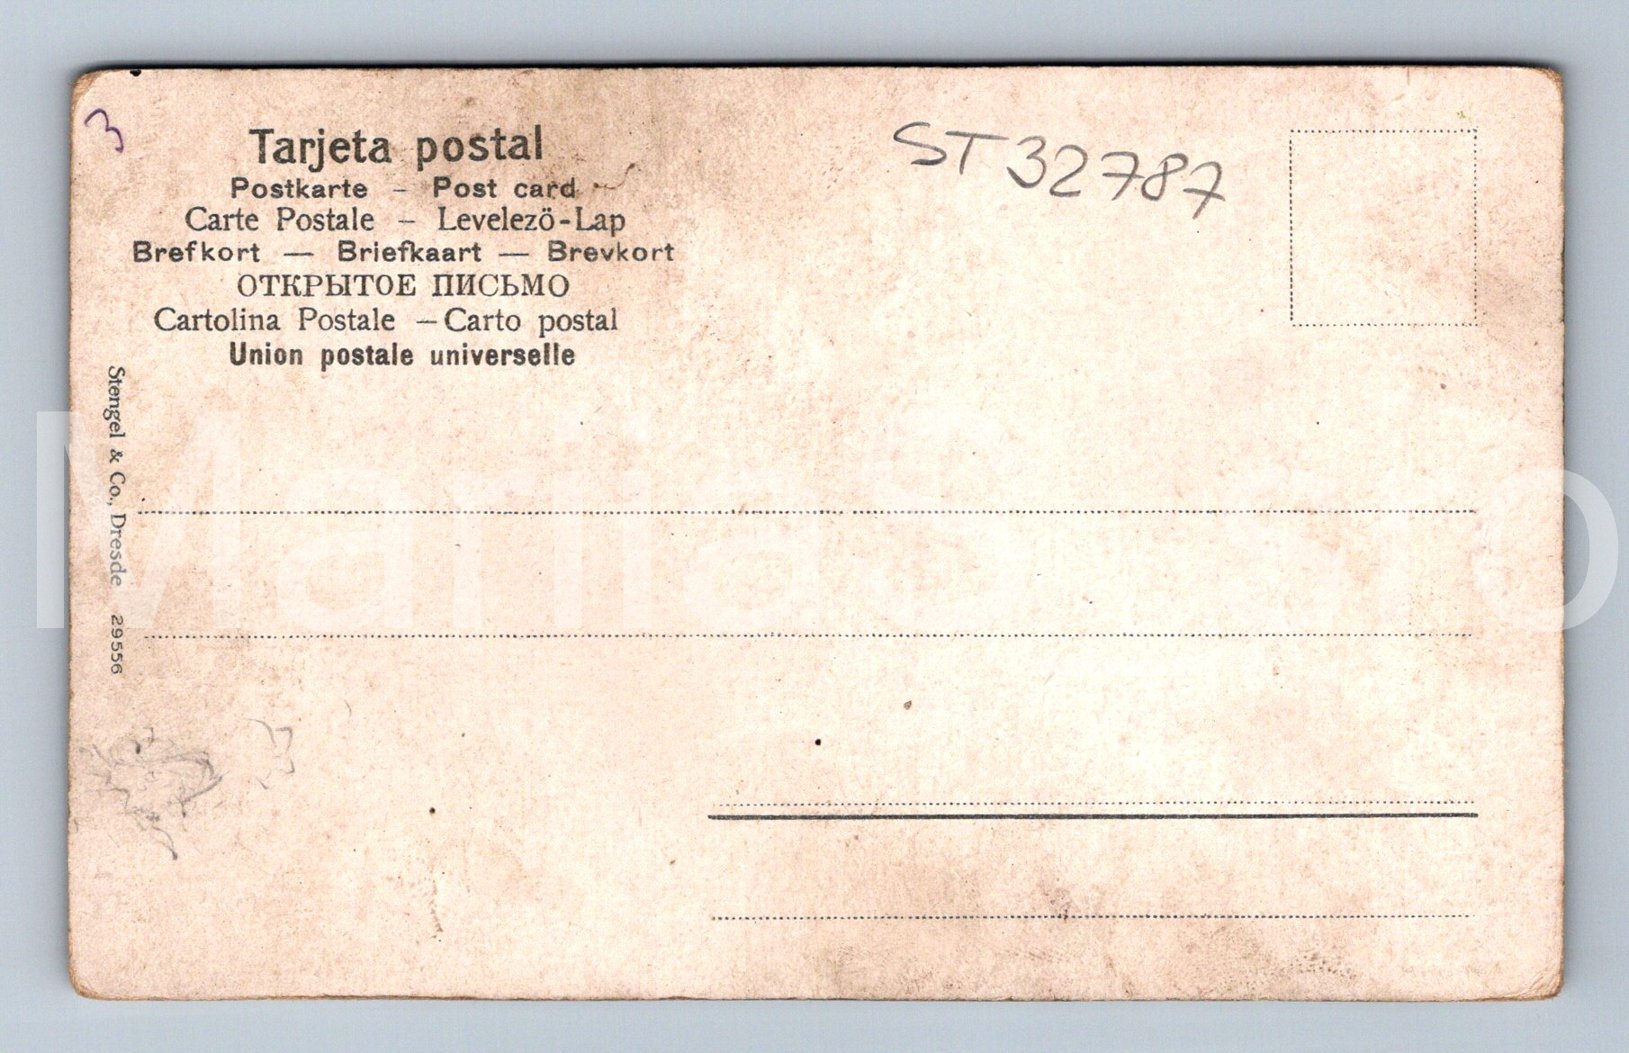 3
Tarjeta postal
Postkarte – Post card
Carte Postale – Levelezö-Lap
Brefkort — Briefkaart — Brevkort
ОТКРЫТОЕ ПИСЬМО
Cartolina Postale – Carto postal
Union postale universelle
ST32787
Stengel & Co., Dresde 29556